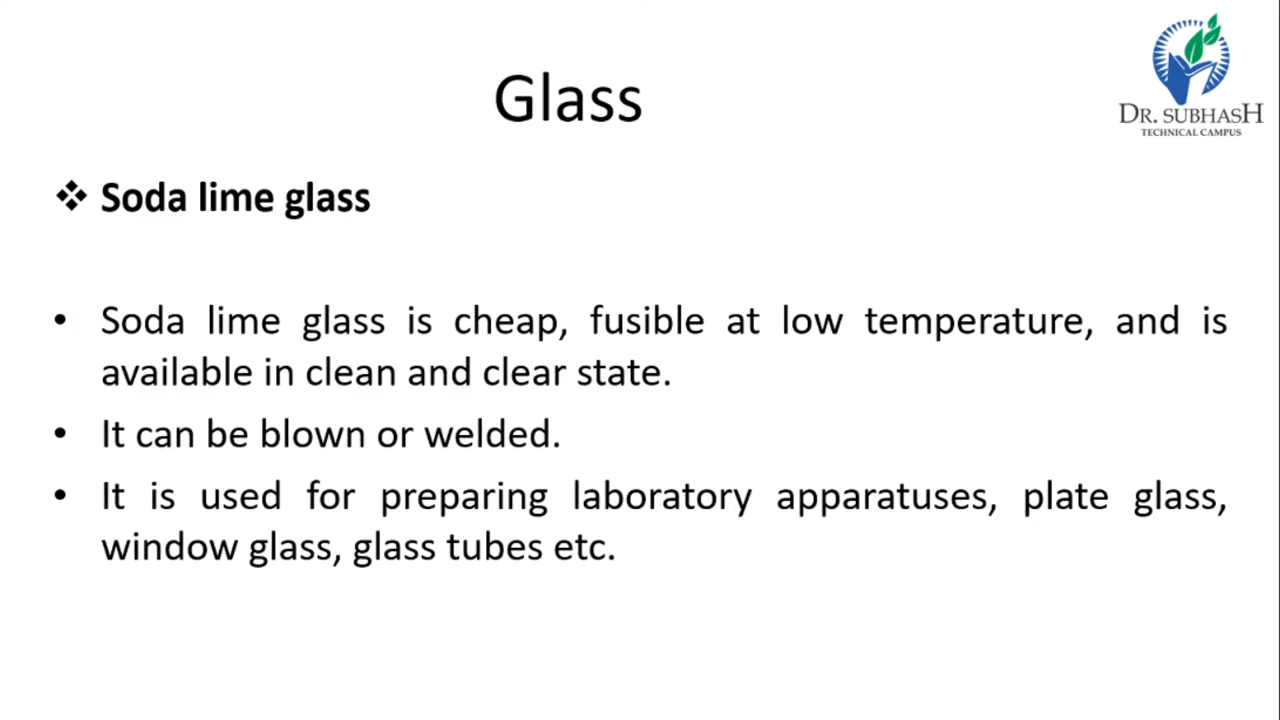 Glass
DR. SUBHASH
TECHNICAL CAMPUS
❖ Soda lime glass
• Soda lime glass is cheap, fusible at low temperature, and is
available in clean and clear state.
• It can be blown or welded.
• It is used for preparing laboratory apparatuses, plate glass,
window glass, glass tubes etc.